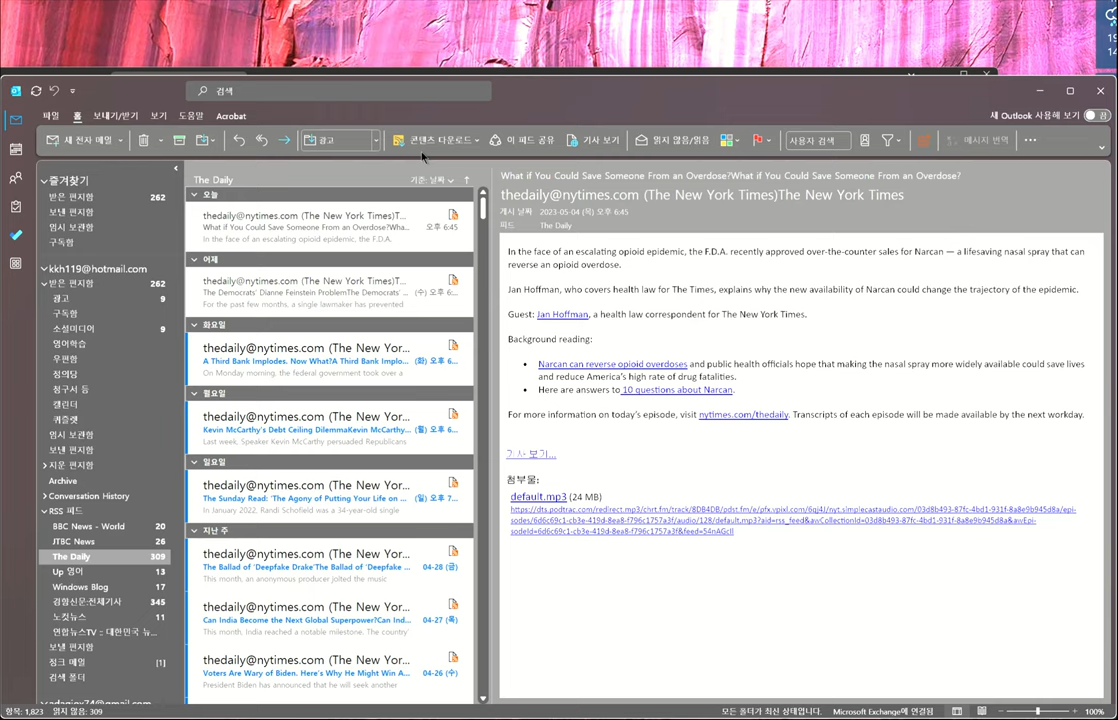 검색
파일 홈 보내기/받기 보기 도움말 Acrobat
새 Outlook 사용해 보기 끔
새 전자 메일 광고 콘텐츠 다운로드 이 피드 공유 기사 보기 읽지 않음/읽음 사용자 검색 메시지 번역
즐겨찾기
받은 편지함 262
보낸 편지함
임시 보관함
구독함
kkh119@hotmail.com
받은 편지함 262
광고 9
구독함
소셜미디어 9
영어학습
우편함
정의당
청구서 등
캘린더
퀴즐렛
임시 보관함
보낸 편지함
지운 편지함
Archive
Conversation History
RSS 피드
BBC News - World 20
JTBC News 26
The Daily 309
Up 영어 13
Windows Blog 17
노컷뉴스 11
연합뉴스TV :: 대한민국 뉴...
보낼 편지함
정크 메일 [1]
검색 폴더
The Daily 기준: 날짜
오늘
thedaily@nytimes.com (The New York Times)T...
What if You Could Save Someone From an Overdose?Wha... 오후 6:45
In the face of an escalating opioid epidemic, the F.D.A.
어제
thedaily@nytimes.com (The New York Times)T...
The Democrats' Dianne Feinstein ProblemThe Democrats' ... (수) 오후 6:...
For the past few months, a single lawmaker has prevented
화요일
thedaily@nytimes.com (The New Yor...
A Third Bank Implodes. Now What?A Third Bank Implo... (화) 오후 6...
On Monday morning, the federal government took over a
월요일
thedaily@nytimes.com (The New Yor...
Kevin McCarthy's Debt Ceiling DilemmaKevin McCarthy... (월) 오후 6...
Last week, Speaker Kevin McCarthy persuaded Republicans
일요일
thedaily@nytimes.com (The New Yor...
The Sunday Read: 'The Agony of Putting Your Life on ... (일) 오후 7...
In January 2022, Randi Schofield was a 34-year-old single
지난 주
thedaily@nytimes.com (The New Yor...
The Ballad of 'Deepfake Drake'The Ballad of 'Deepfake ... 04-28 (금)
This month, an anonymous producer jolted the music
thedaily@nytimes.com (The New Yor...
Can India Become the Next Global Superpower?Can Ind... 04-27 (목)
This month, India reached a notable milestone. The country'
thedaily@nytimes.com (The New Yor...
Voters Are Wary of Biden. Here's Why He Might Win A... 04-26 (수)
President Biden has announced that he will seek another
What if You Could Save Someone From an Overdose?What if You Could Save Someone From an Overdose?
thedaily@nytimes.com (The New York Times)The New York Times
게시 날짜 2023-05-04 (목) 6:45
피드 The Daily
In the face of an escalating opioid epidemic, the F.D.A. recently approved over-the-counter sales for Narcan — a lifesaving nasal spray that can
reverse an opioid overdose.
Jan Hoffman, who covers health law for The Times, explains why the new availability of Narcan could change the trajectory of the epidemic.
Guest: Jan Hoffman, a health law correspondent for The New York Times.
Background reading:
• Narcan can reverse opioid overdoses and public health officials hope that making the nasal spray more widely available could save lives
and reduce America's high rate of drug fatalities.
• Here are answers to 10 questions about Narcan.
For more information on today's episode, visit nytimes.com/thedaily. Transcripts of each episode will be made available by the next workday.
기사 보기...
첨부물:
default.mp3 (24 MB)
항목: 1,823 읽지 않음: 309
모든 폴더가 최신 상태입니다. Microsoft Exchange에 연결됨 100%